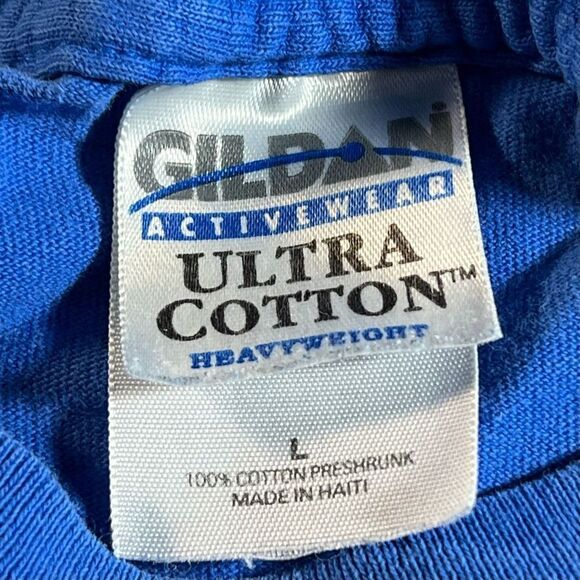 GILDAN
ACTIVEWEAR
ULTRA
COTTON™
HEAVYWEIGHT
L
100% COTTON PRESHRUNK
MADE IN HAITI